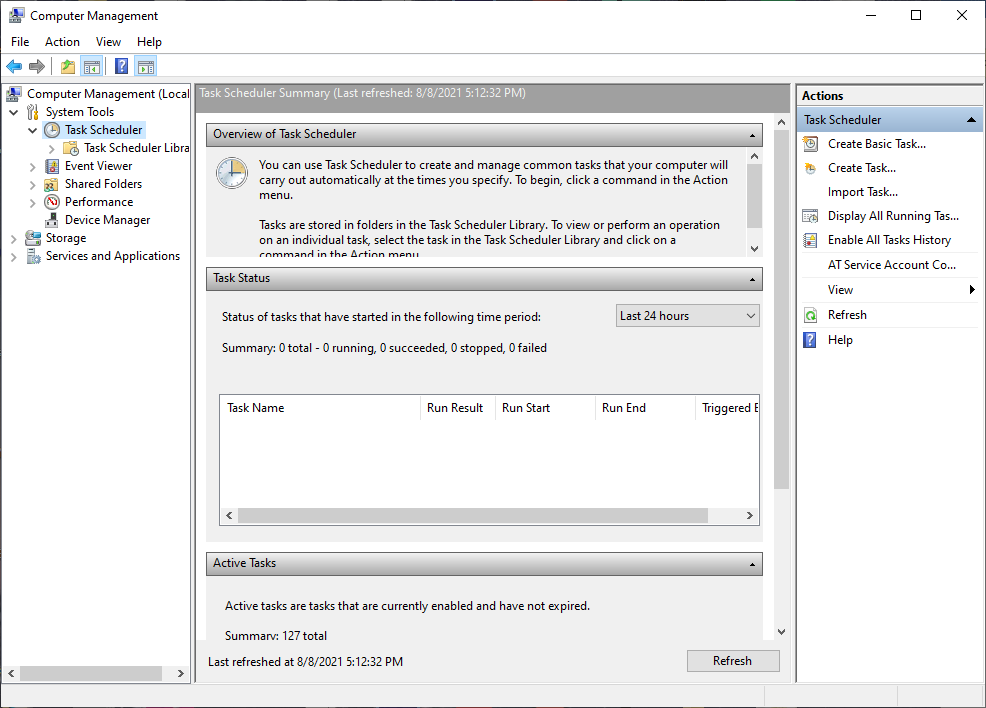 Computer Management
File Action View Help
Computer Management (Local
System Tools
Task Scheduler
Task Scheduler Libra
Event Viewer
Shared Folders
Performance
Device Manager
Storage
Services and Applications
Task Scheduler Summary (Last refreshed: 8/8/2021 5:12:32 PM)
Overview of Task Scheduler
You can use Task Scheduler to create and manage common tasks that your computer will
carry out automatically at the times you specify. To begin, click a command in the Action
menu.
Tasks are stored in folders in the Task Scheduler Library. To view or perform an operation
on an individual task, select the task in the Task Scheduler Library and click on a
command in the Action menu.
Task Status
Status of tasks that have started in the following time period:
Last 24 hours
Summary: 0 total - 0 running, 0 succeeded, 0 stopped, 0 failed
Task Name Run Result Run Start Run End Triggered B
Active Tasks
Active tasks are tasks that are currently enabled and have not expired.
Summary: 127 total
Last refreshed at 8/8/2021 5:12:32 PM
Refresh
Actions
Task Scheduler
Create Basic Task...
Create Task...
Import Task...
Display All Running Tas...
Enable All Tasks History
AT Service Account Co...
View
Refresh
Help